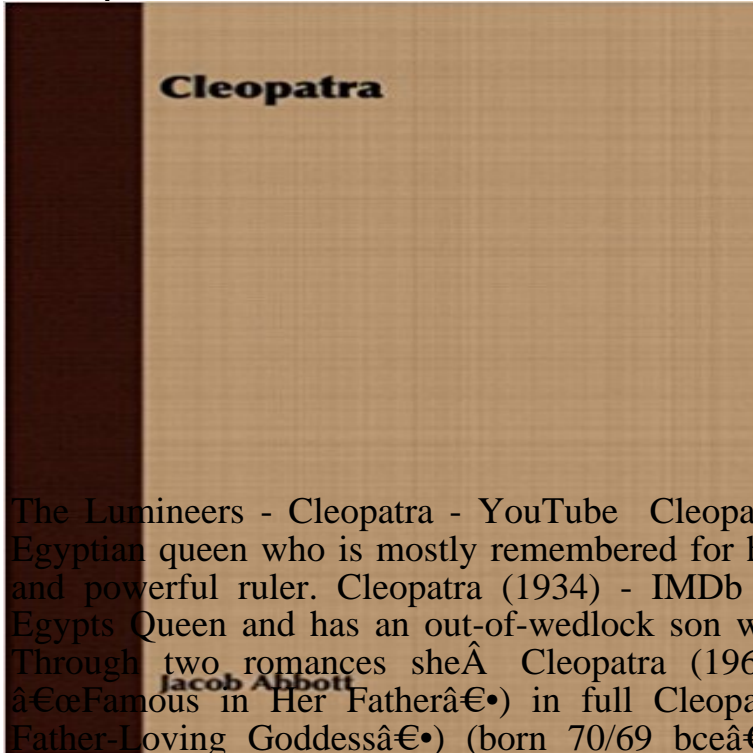 Cleopatra
The Lumineers - Cleopatra - YouTube Cleopa
Egyptian queen who is mostly remembered for
and powerful ruler. Cleopatra (1934) - IMDb
Egypts Queen and has an out-of-wedlock son w
Through two romances sheÂ Cleopatra (196
Jacob Abbott
â€œFamous in Her Fatherâ€•) in full Cleopa
Father-Loving Goddessâ€•) (born 70/69 bceâ